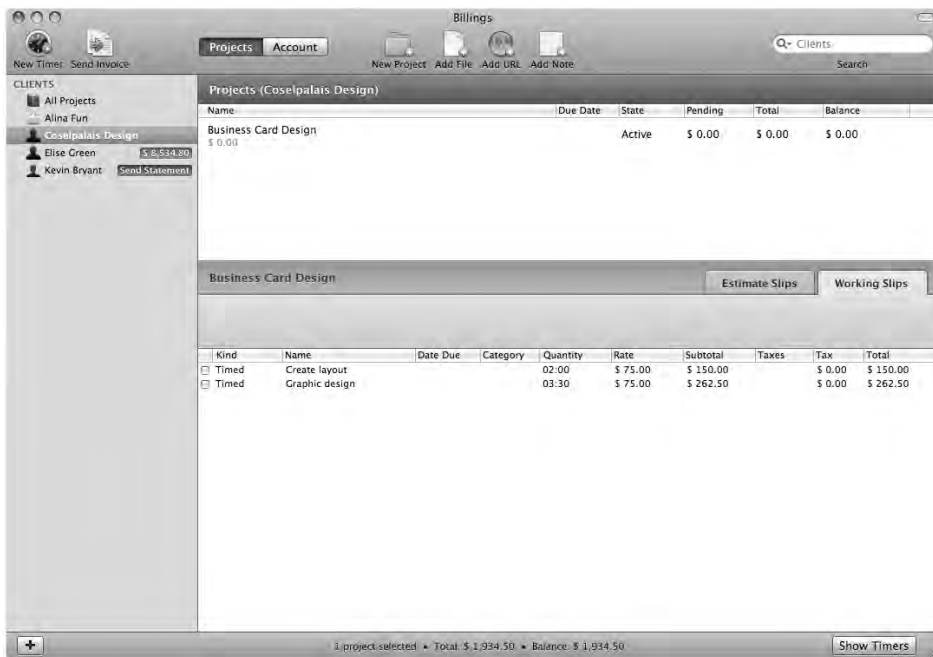 Billings
New Timer Send Invoice Projects Account New Project Add File Add URL Add Note Clients Search
CLIENTS
All Projects
Alina Fun
Coselpalais Design
Elise Green $ 8,534.80
Kevin Bryant Send Statement
Projects (Coselpalais Design)
Name Due Date State Pending Total Balance
Business Card Design Active $ 0.00 $ 0.00 $ 0.00
$ 0.00
Business Card Design Estimate Slips Working Slips
Kind Name Date Due Category Quantity Rate Subtotal Taxes Tax Total
Timed Create layout 02:00 $ 75.00 $ 150.00 $ 0.00 $ 150.00
Timed Graphic design 03:30 $ 75.00 $ 262.50 $ 0.00 $ 262.50
1 project selected • Total: $ 1,934.50 • Balance: $ 1,934.50 Show Timers